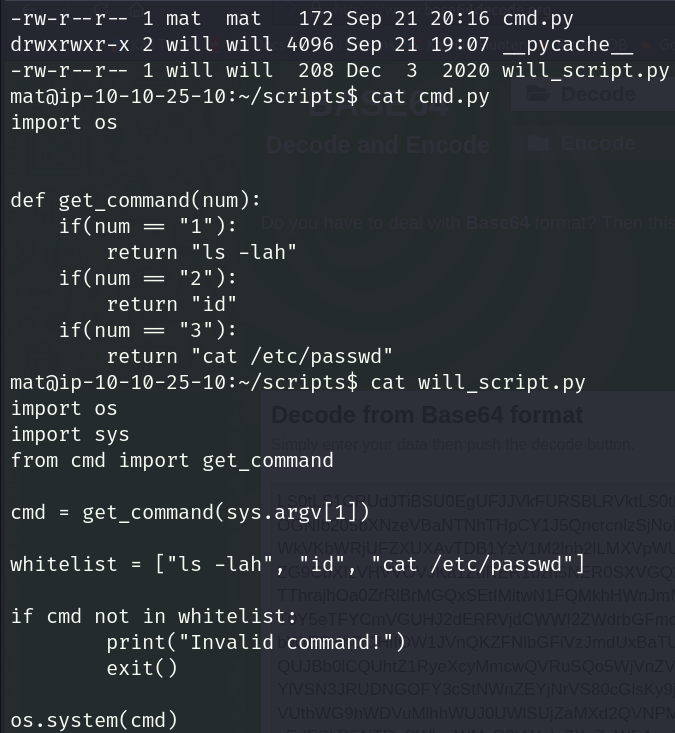 -rw-r--r-- 1 mat  mat   172 Sep 21 20:16 cmd.py
drwxrwxr-x 2 will will 4096 Sep 21 19:07 __pycache__
-rw-r--r-- 1 will will  208 Dec  3  2020 will_script.py
mat@ip-10-10-25-10:~/scripts$ cat cmd.py
import os
BASE64
Decode
Decode and Encode
Encode
def get_command(num):
Do you have to deal with Base64 format? Then this
    if(num == "1"):
        return "ls -lah"
    if(num == "2"):
        return "id"
    if(num == "3"):
        return "cat /etc/passwd"
mat@ip-10-10-25-10:~/scripts$ cat will_script.py
import os
Decode from Base64 format
import sys
Simply enter your data then push the decode button.
from cmd import get_command
cmd = get_command(sys.argv[1])
whitelist = ["ls -lah", "id", "cat /etc/passwd"]
if cmd not in whitelist:
        print("Invalid command!")
        exit()
os.system(cmd)